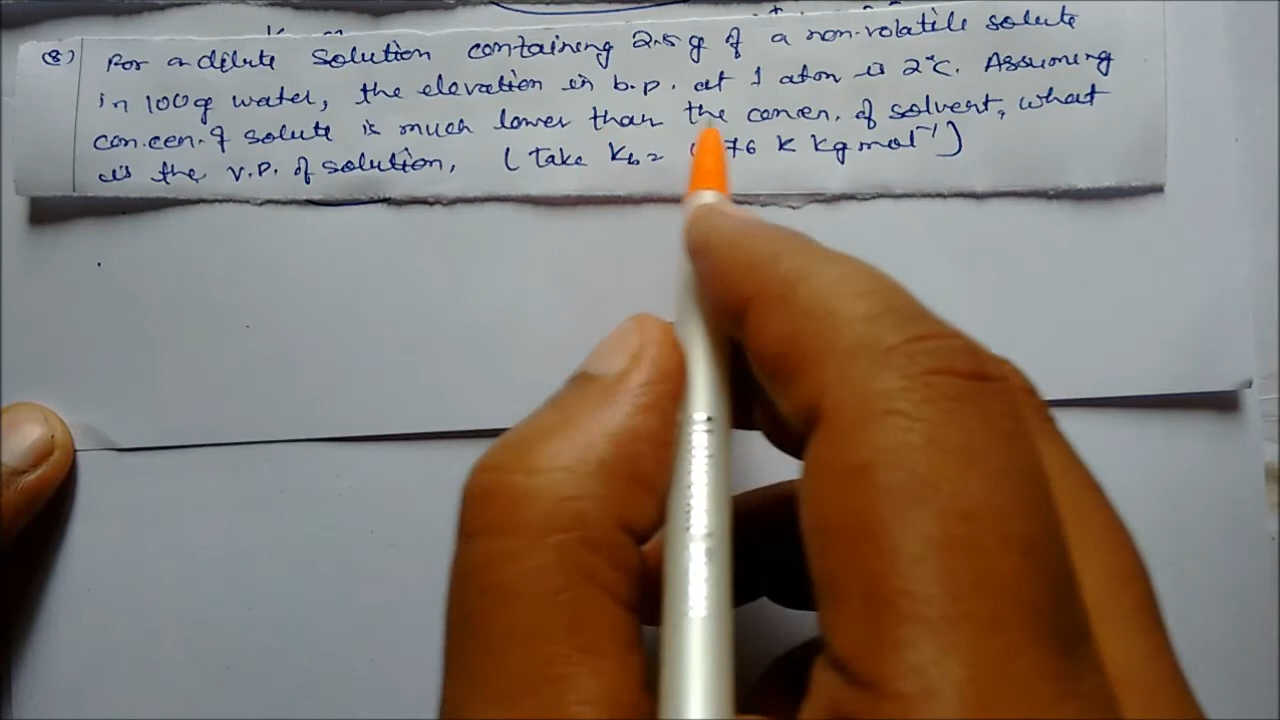 (8) For a dilute solution containing 2.5 g of a non-volatile solute
in 100g water, the elevation in b.p. at 1 atm is 2°C. Assuming
concen. of solute is much lower than the concn. of solvent, what
is the v.p. of solution, ( Take Kb = 76 K kg mol⁻¹ )